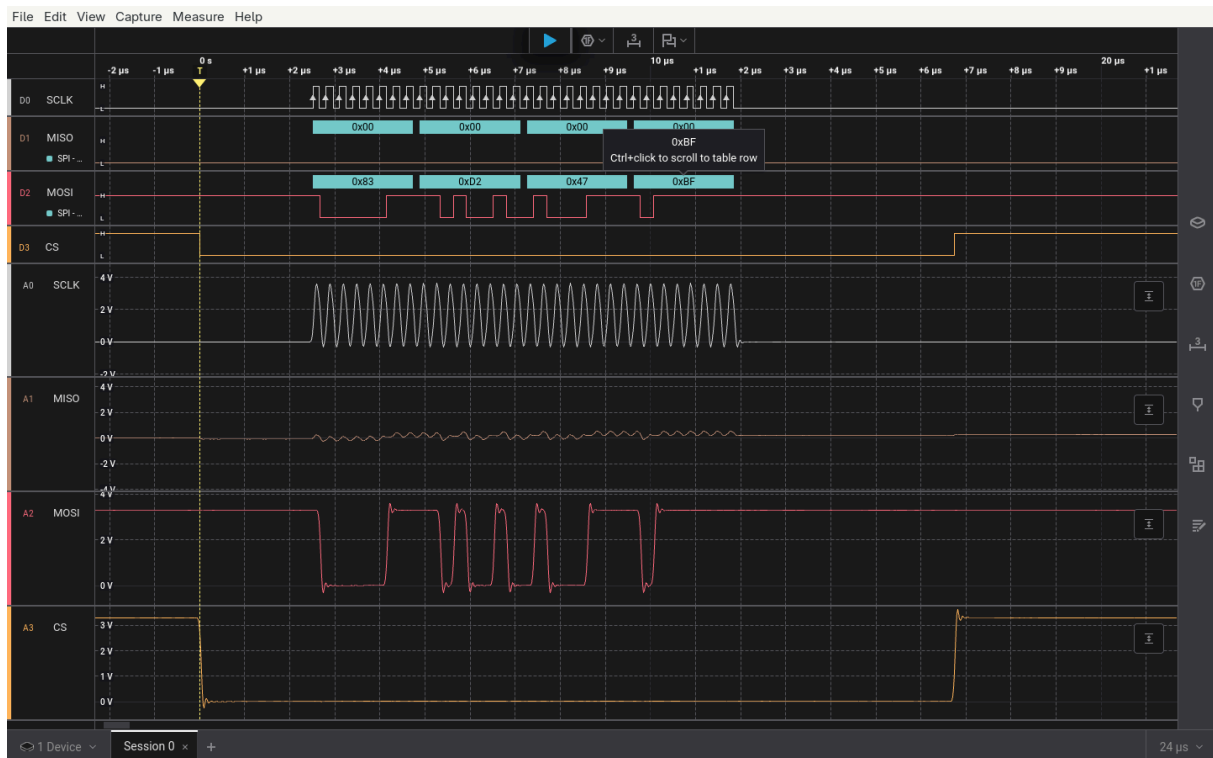 File Edit View Capture Measure Help
3
0 s 10 µs 20 µs
-2 µs -1 µs T +1 µs +2 µs +3 µs +4 µs +5 µs +6 µs +7 µs +8 µs +9 µs +1 µs +2 µs +3 µs +4 µs +5 µs +6 µs +7 µs +8 µs +9 µs +1 µs
H
D0 SCLK
L
0x00 0x00 0x00 0x00
D1 MISO H
0xBF
SPI - ... L
Ctrl+click to scroll to table row
0x83 0xD2 0x47 0xBF
D2 MOSI H
SPI - ... L
H
D3 CS
L
4 V
A0 SCLK
1F
2 V
0 V
3
-2 V
4 V
A1 MISO
2 V
0 V
-2 V
-4 V
4 V
A2 MOSI
2 V
0 V
A3 CS 3 V
2 V
1 V
0 V
1 Device Session 0 × + 24 µs